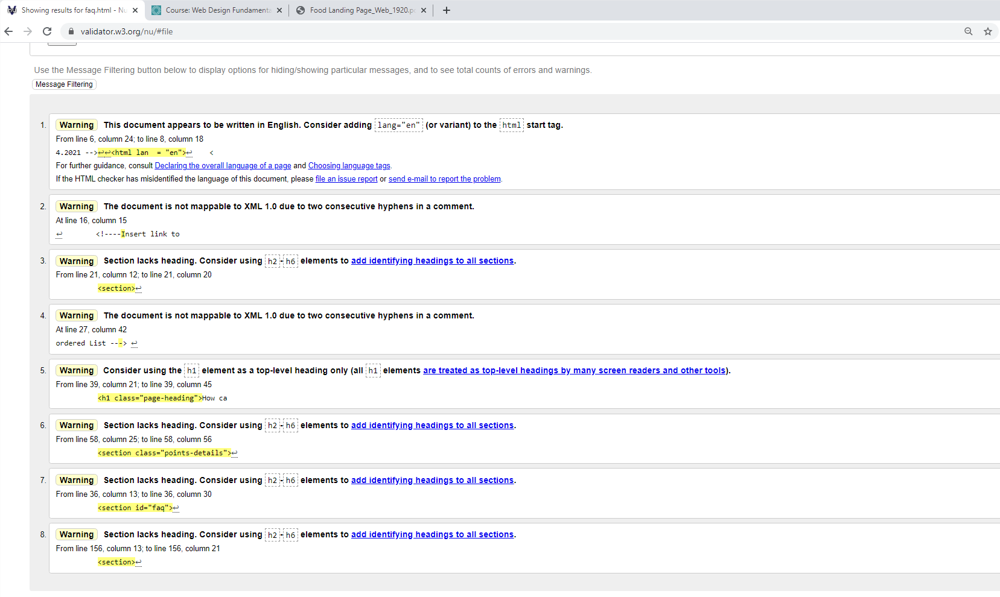 Showing results for faq.html - Nu
Course: Web Design Fundamenta
Food Landing Page_Web_1920.p
validator.w3.org/nu/#file
Use the Message Filtering button below to display options for hiding/showing particular messages, and to see total counts of errors and warnings.
Message Filtering
1. Warning This document appears to be written in English. Consider adding lang="en" (or variant) to the html start tag.
From line 6, column 24; to line 8, column 18
4.2021 -->↩↩<html lan  = "en">↩    <
For further guidance, consult Declaring the overall language of a page and Choosing language tags.
If the HTML checker has misidentified the language of this document, please file an issue report or send e-mail to report the problem.
2. Warning The document is not mappable to XML 1.0 due to two consecutive hyphens in a comment.
At line 16, column 15
↩        <!----Insert link to
3. Warning Section lacks heading. Consider using h2-h6 elements to add identifying headings to all sections.
From line 21, column 12; to line 21, column 20
<section>↩
4. Warning The document is not mappable to XML 1.0 due to two consecutive hyphens in a comment.
At line 27, column 42
ordered List ---> ↩
5. Warning Consider using the h1 element as a top-level heading only (all h1 elements are treated as top-level headings by many screen readers and other tools).
From line 39, column 21; to line 39, column 45
<h1 class="page-heading">How ca
6. Warning Section lacks heading. Consider using h2-h6 elements to add identifying headings to all sections.
From line 58, column 25; to line 58, column 56
<section class="points-details">↩
7. Warning Section lacks heading. Consider using h2-h6 elements to add identifying headings to all sections.
From line 36, column 13; to line 36, column 30
<section id="faq">↩
8. Warning Section lacks heading. Consider using h2-h6 elements to add identifying headings to all sections.
From line 156, column 13; to line 156, column 21
<section>↩